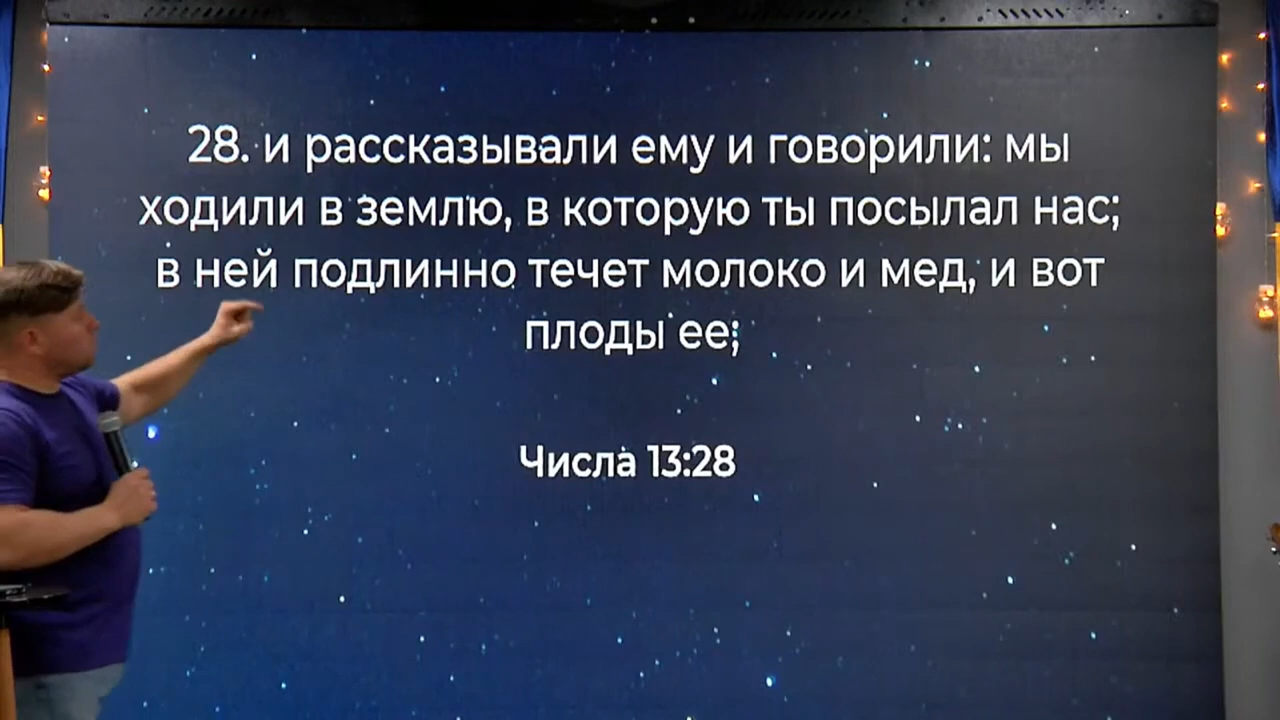 28. и рассказывали ему и говорили: мы
ходили в землю, в которую ты посылал нас;
в ней подлинно течет молоко и мед, и вот
плоды ее;
Числа 13:28